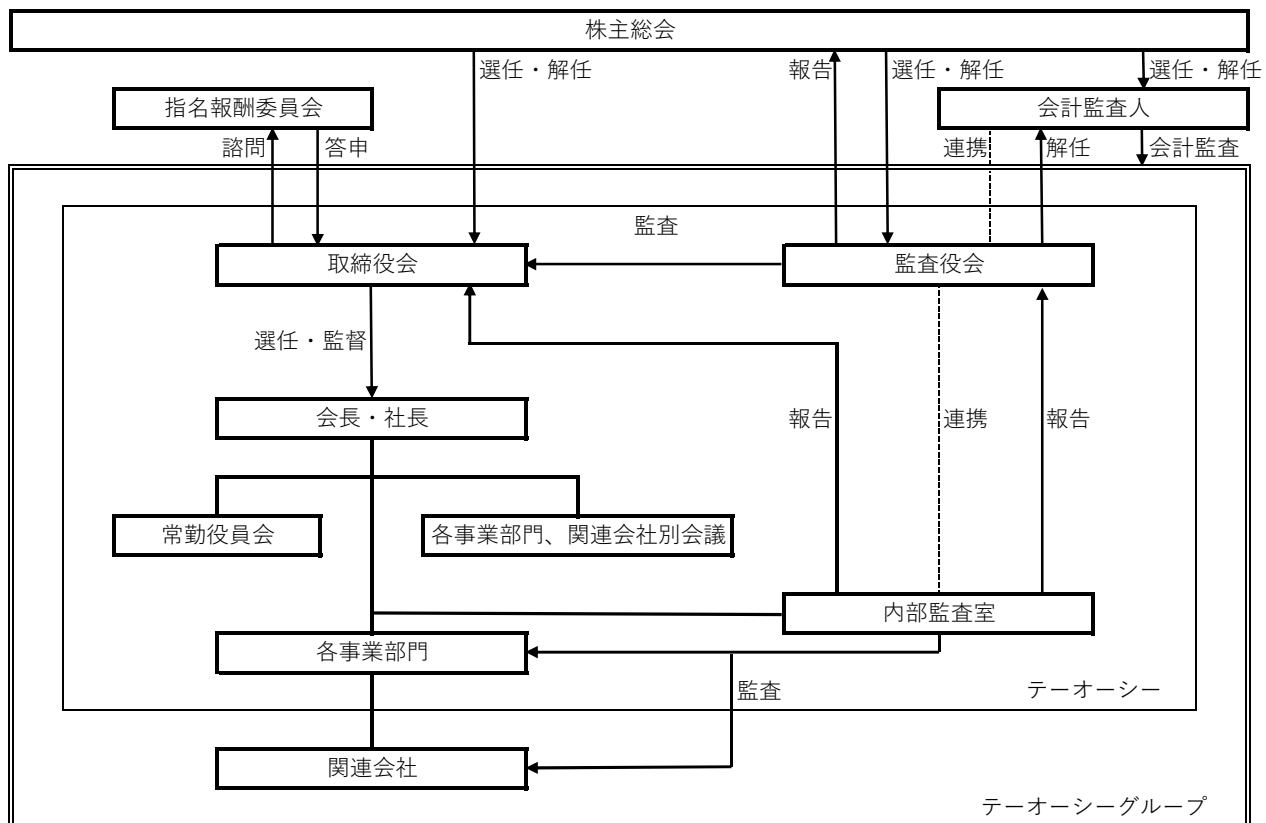 株主総会
選任・解任
報告
選任・解任
選任・解任
指名報酬委員会
会計監査人
諮問
答申
連携
解任
会計監査
監査
取締役会
監査役会
選任・監督
会長・社長
報告
連携
報告
常勤役員会
各事業部門、関連会社別会議
内部監査室
各事業部門
監査
テーオーシー
関連会社
テーオーシーグループ